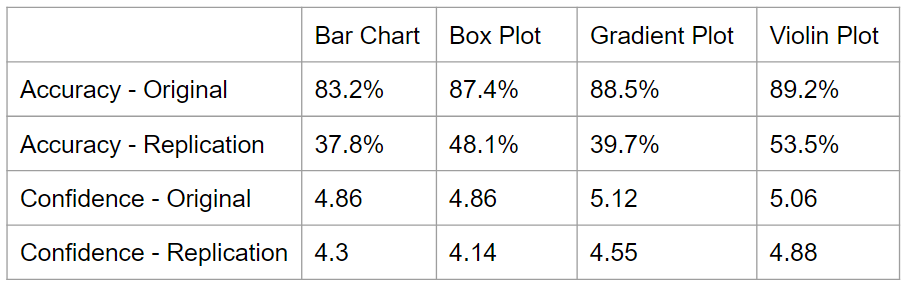 Bar Chart Box Plot Gradient Plot Violin Plot
Accuracy - Original 83.2% 87.4% 88.5% 89.2%
Accuracy - Replication 37.8% 48.1% 39.7% 53.5%
Confidence - Original 4.86 4.86 5.12 5.06
Confidence - Replication 4.3 4.14 4.55 4.88